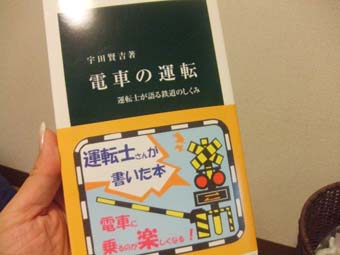 宇田賢吉著
電車の運転
運転士が語る鉄道のしくみ
運転士さんが
書いた本
電車に
乗るのが楽しくなる!